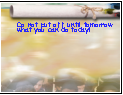 Do not put off until tomorrow
what you can do today!